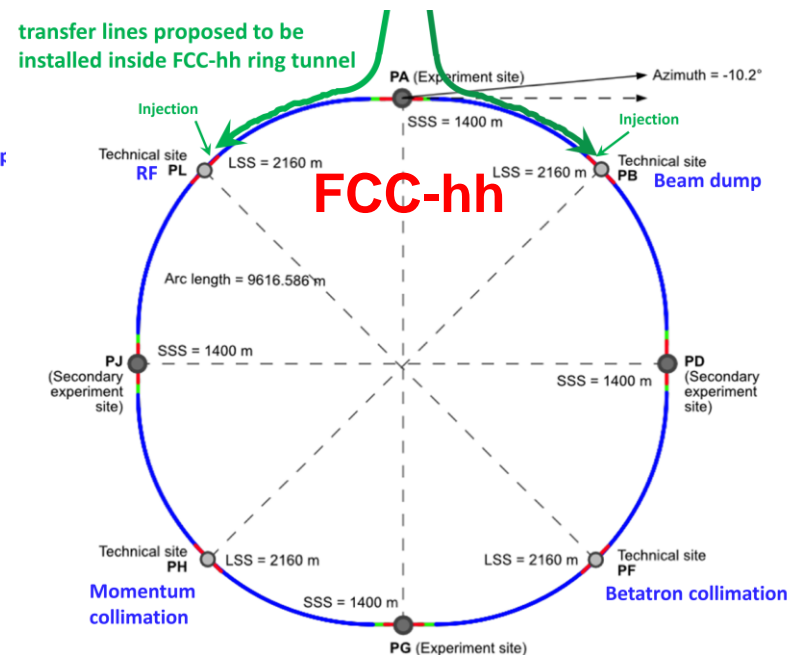 transfer lines proposed to be
installed inside FCC-hh ring tunnel
PA (Experiment site)
Azimuth = -10.2°
Injection
SSS = 1400 m
Injection
Technical site
PL
RF
LSS = 2160 m
LSS = 2160 m
Technical site
PB
Beam dump
FCC-hh
Arc length = 9616.586 m
PJ
(Secondary
experiment
site)
SSS = 1400 m
SSS = 1400 m
PD
(Secondary
experiment
site)
Technical site
PH
LSS = 2160 m
LSS = 2160 m
Technical site
PF
Momentum
collimation
Betatron collimation
SSS = 1400 m
PG (Experiment site)